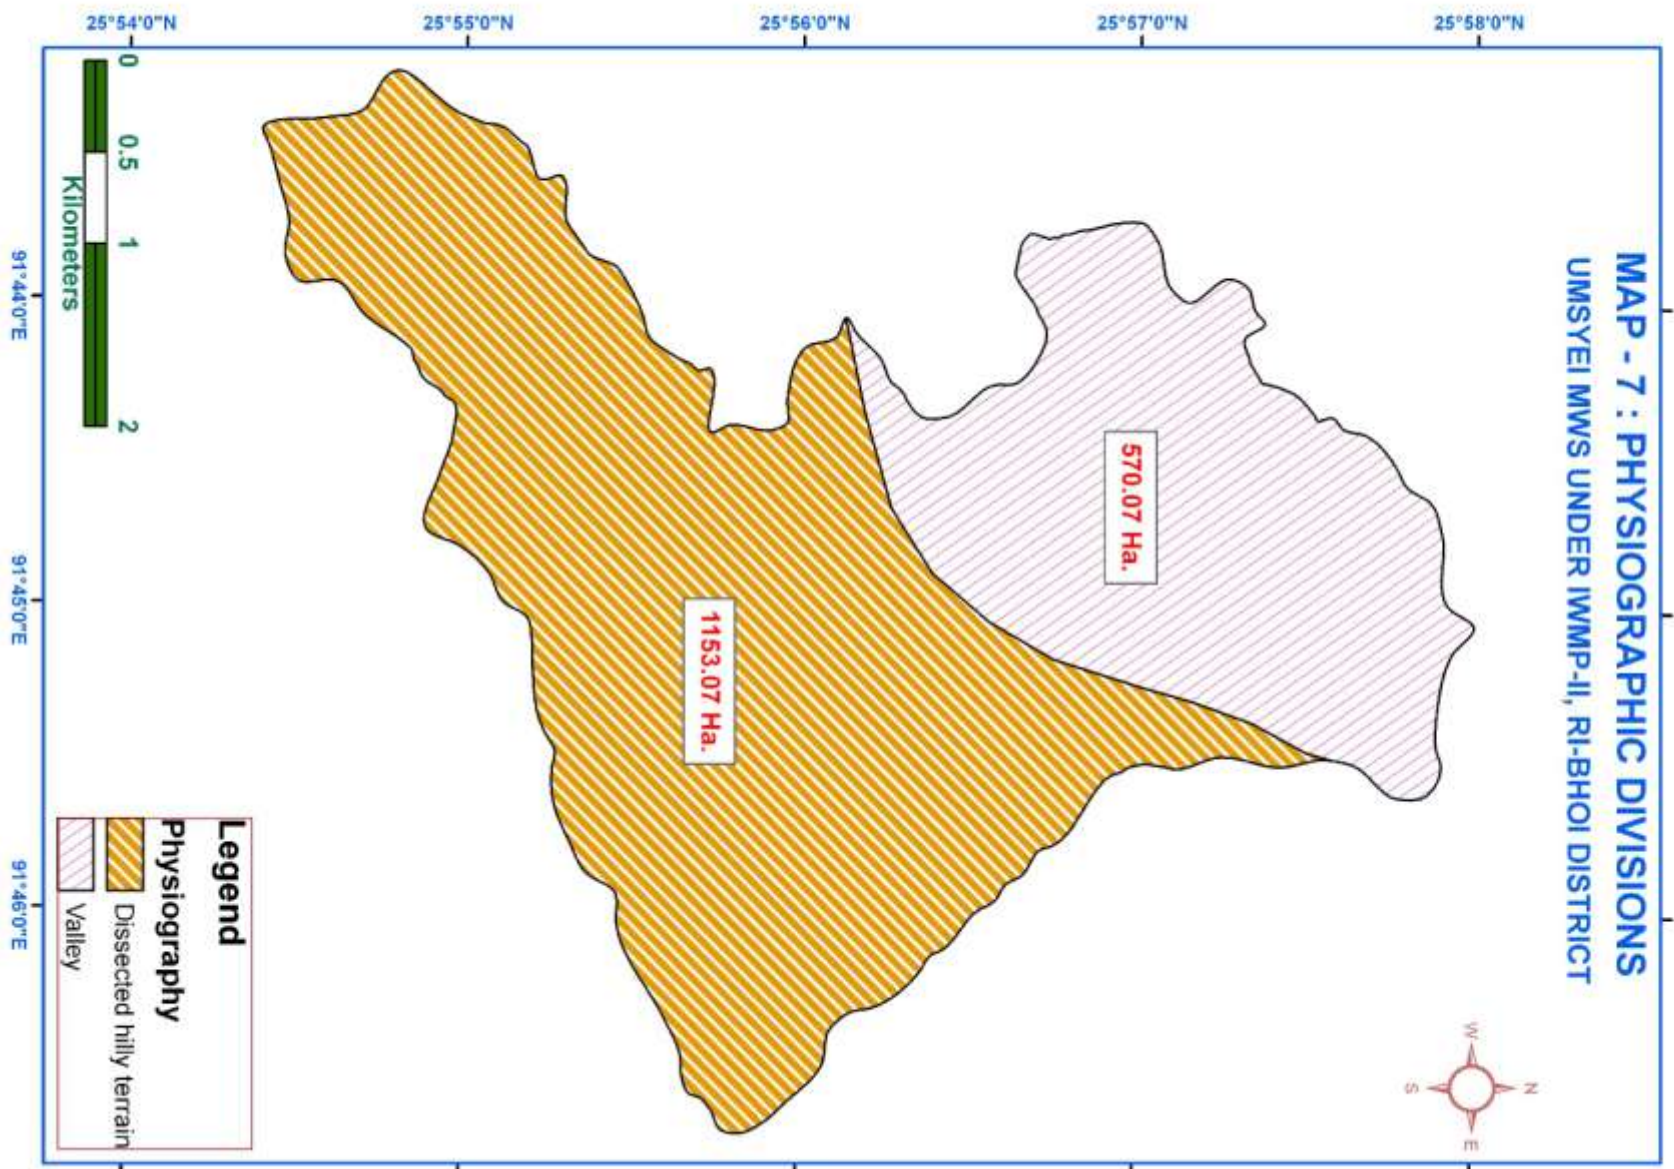 MAP - 7 : PHYSIOGRAPHIC DIVISIONS
UMSYEI MWS UNDER IWMP-II, RI-BHOI DISTRICT
25°54'0"N
25°55'0"N
25°56'0"N
25°57'0"N
25°58'0"N
91°44'0"E
91°45'0"E
91°46'0"E
570.07 Ha.
1153.07 Ha.
0 0.5 1 2
Kilometers
W
N
S
E
Legend
Physiography
Dissected hilly terrain
Valley